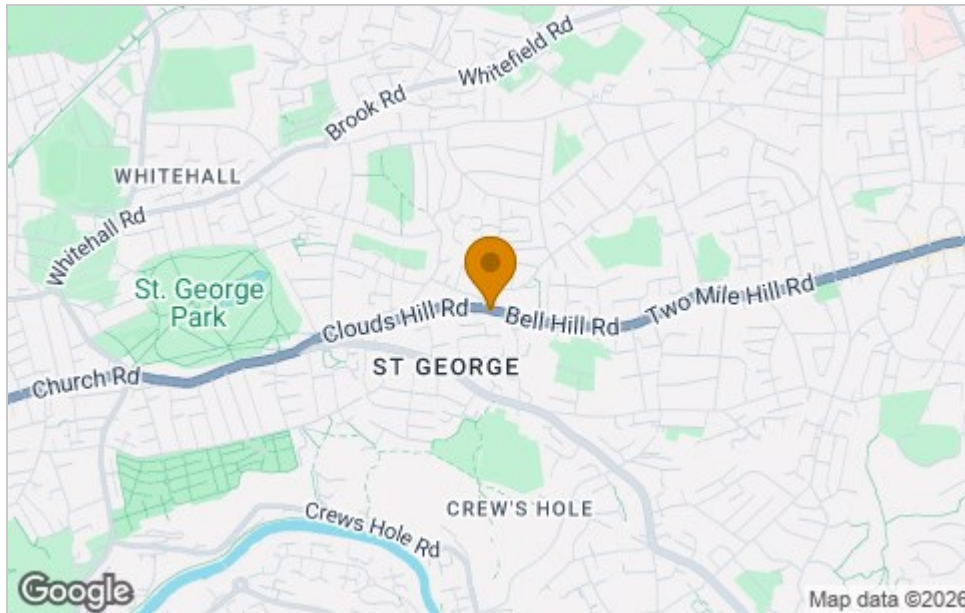 Whitefield Rd
Brook Rd
WHITEHALL
Whitehall Rd
St. George
Park
Clouds Hill Rd
Bell Hill Rd
Two Mile Hill Rd
Church Rd
ST GEORGE
CREW'S HOLE
Crews Hole Rd
Google
Map data ©2026